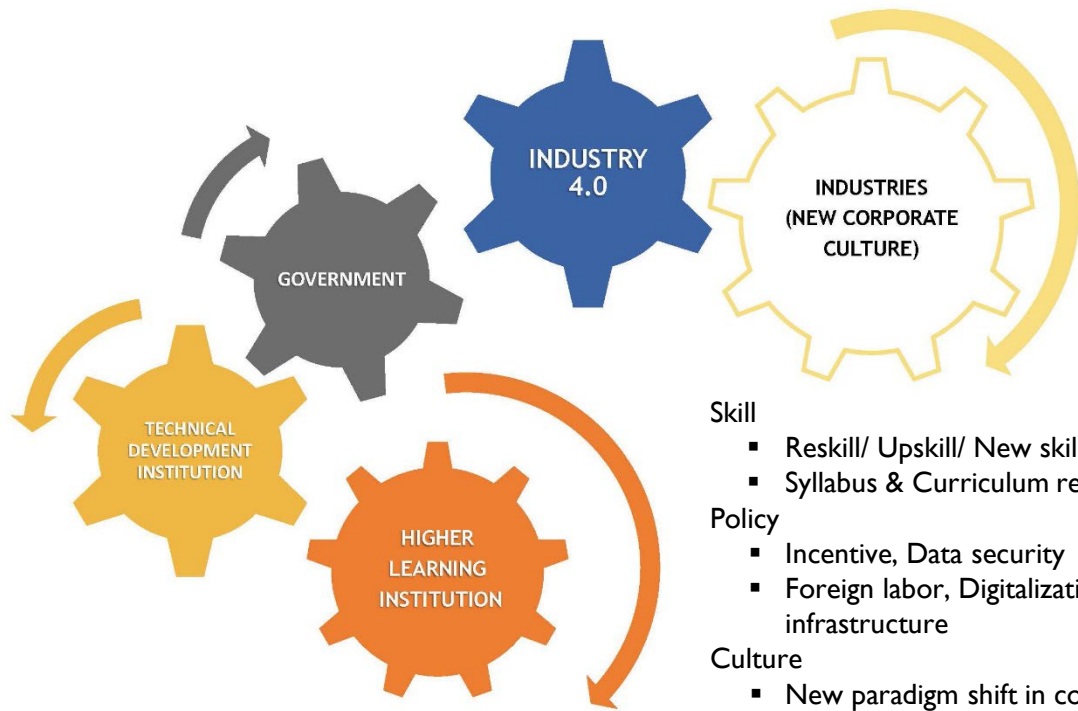 INDUSTRY
4.0
INDUSTRIES
(NEW CORPORATE
CULTURE)
GOVERNMENT
TECHNICAL
DEVELOPMENT
INSTITUTION
HIGHER
LEARNING
INSTITUTION
Skill
▪ Reskill/ Upskill/ New skil
▪ Syllabus & Curriculum re
Policy
▪ Incentive, Data security
▪ Foreign labor, Digitalizati
infrastructure
Culture
▪ New paradigm shift in co